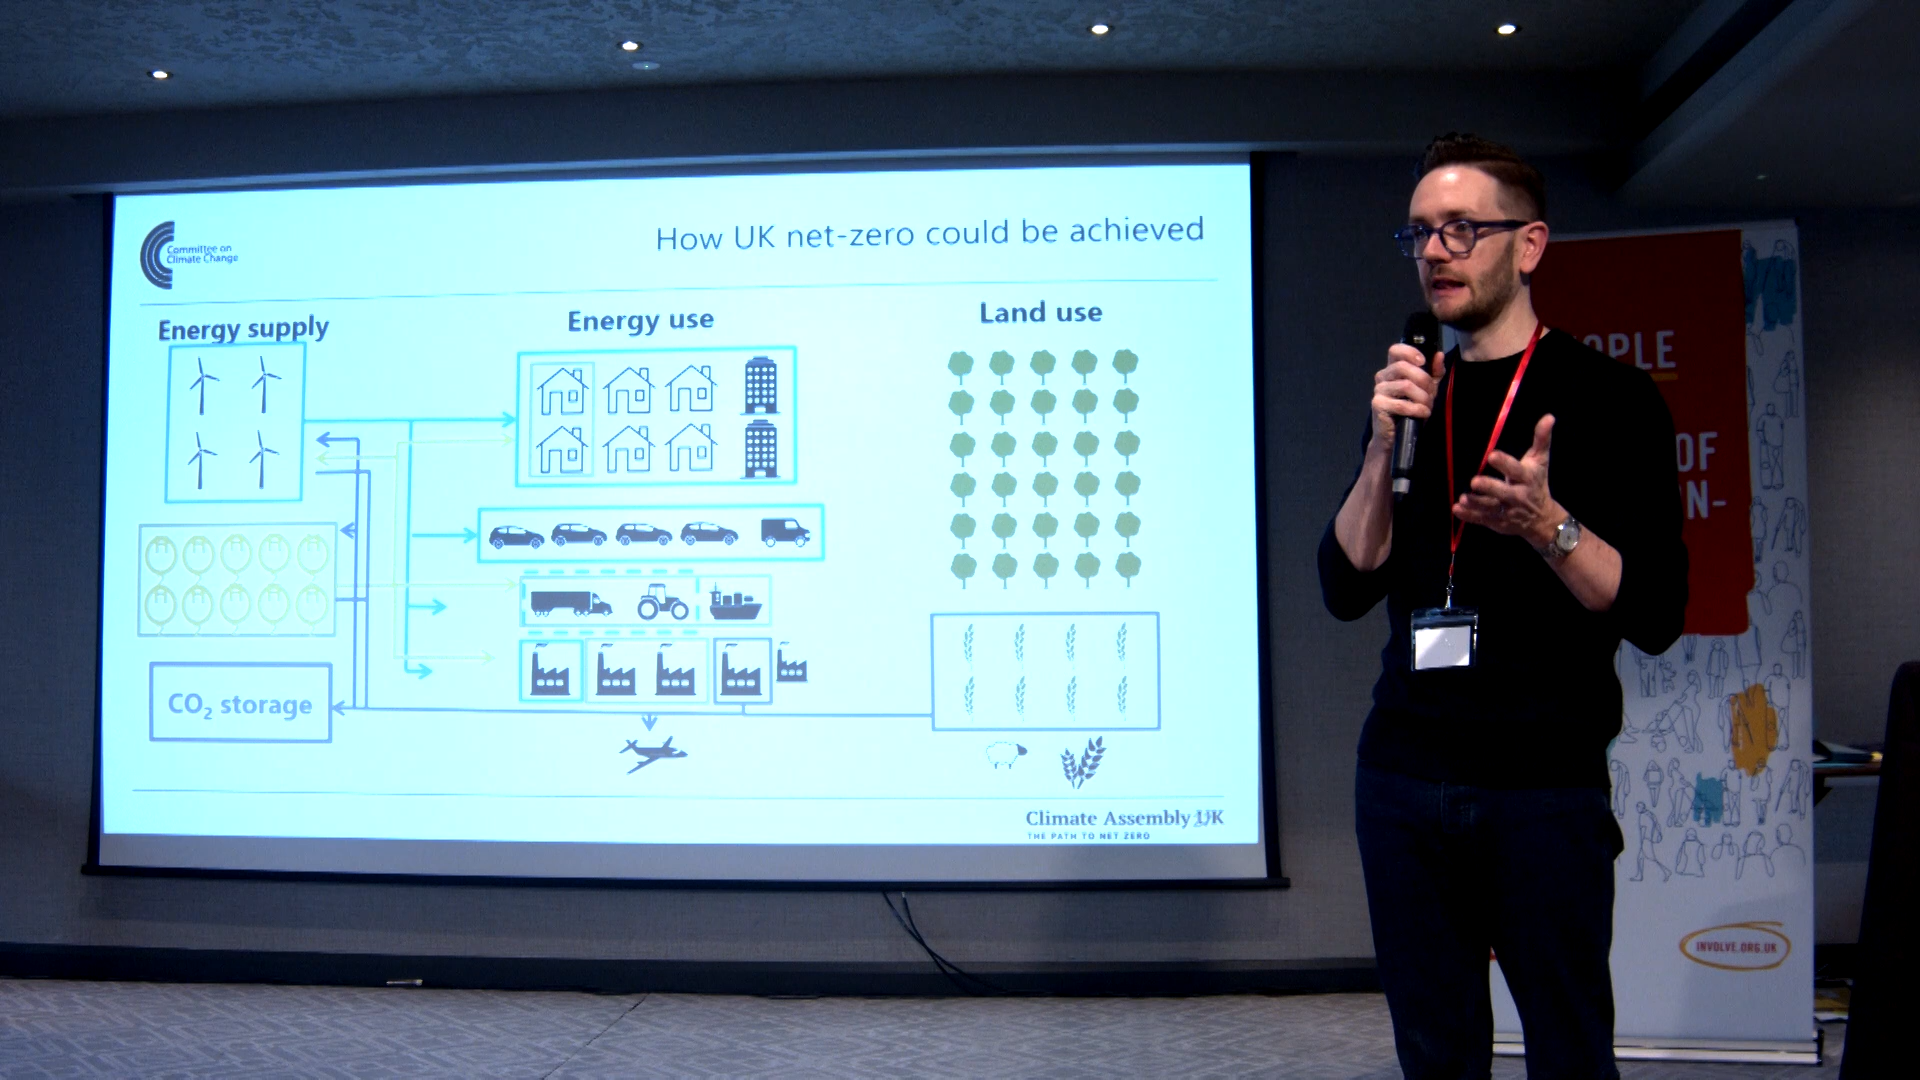 Committee on
Climate Change
How UK net-zero could be achieved
Energy supply
Energy use
Land use
CO₂ storage
Climate Assembly UK
THE PATH TO NET ZERO
OPLE
OF
N-
INVOLVE.ORG.UK